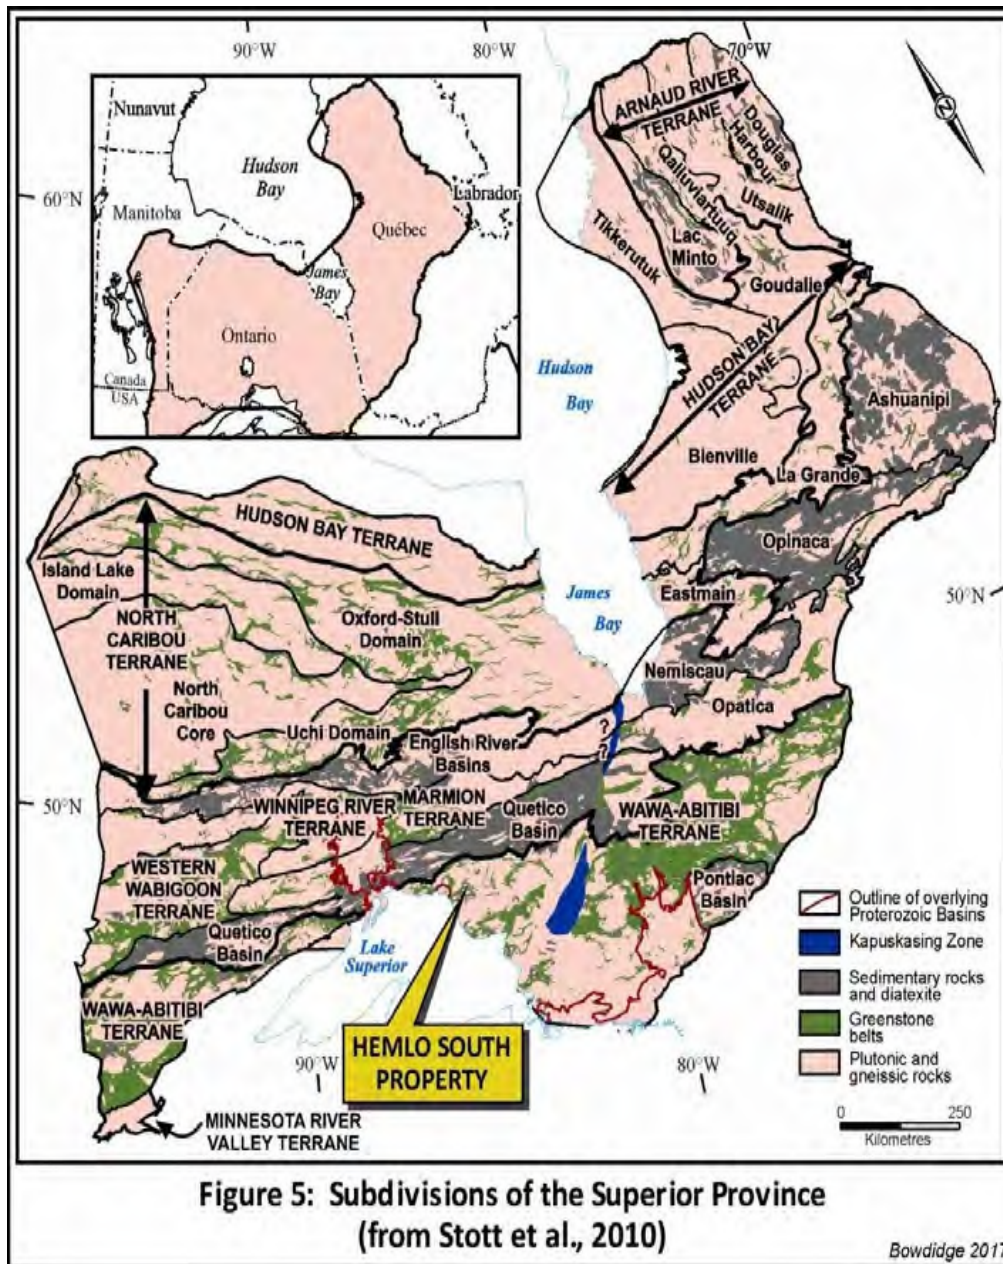 90°W
80°W
70°W
N
Nunavut
Hudson
Bay
60°N
Manitoba
Labrador
Québec
James
Bay
Ontario
Canada
USA
ARNAUD RIVER
TERRANE
Douglas
Harbour
Qalluviartuuq
Utsalik
Tikkerutuk
Lac
Minto
Goudalie
HUDSON BAY
TERRANE
Hudson
Bay
Ashuanipi
Bienville
La Grande
HUDSON BAY TERRANE
Opinaca
Island Lake
Domain
James
Bay
Eastmain
50°N
NORTH
CARIBOU
TERRANE
Oxford-Stull
Domain
Nemiscau
North
Caribou
Core
Opatica
Uchi Domain
English River
Basins
?
?
50°N
WINNIPEG RIVER
TERRANE
MARMION
TERRANE
Quetico
Basin
WAWA-ABITIBI
TERRANE
WESTERN
WABIGOON
TERRANE
Pontiac
Basin
Quetico
Basin
Lake
Superior
WAWA-ABITIBI
TERRANE
HEMLO SOUTH
PROPERTY
90°W
80°W
MINNESOTA RIVER
VALLEY TERRANE
Outline of overlying
Proterozoic Basins
Kapuskasing Zone
Sedimentary rocks
and diatexite
Greenstone
belts
Plutonic and
gneissic rocks
0 250
Kilometres
Figure 5: Subdivisions of the Superior Province
(from Stott et al., 2010)
Bowdidge 2017